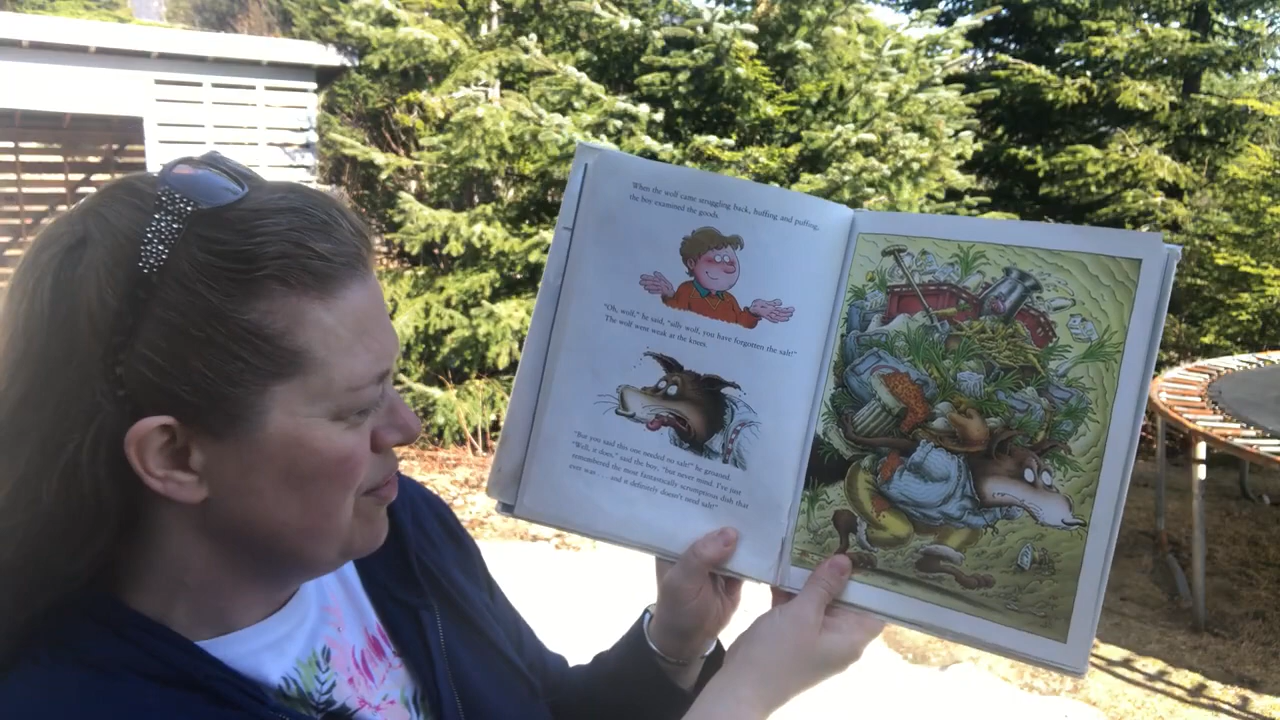 When the wolf came struggling back, huffing and puffing,
the boy examined the goods.
"Oh, wolf," he said, "silly wolf, you have forgotten the salt!"
The wolf went weak at the knees.
"But you said this one needed no salt!" he groaned.
"Well, it does," said the boy, "but never mind. I've just
remembered the most fantastically scrumptious dish that
ever was . . . and it definitely doesn't need salt!"